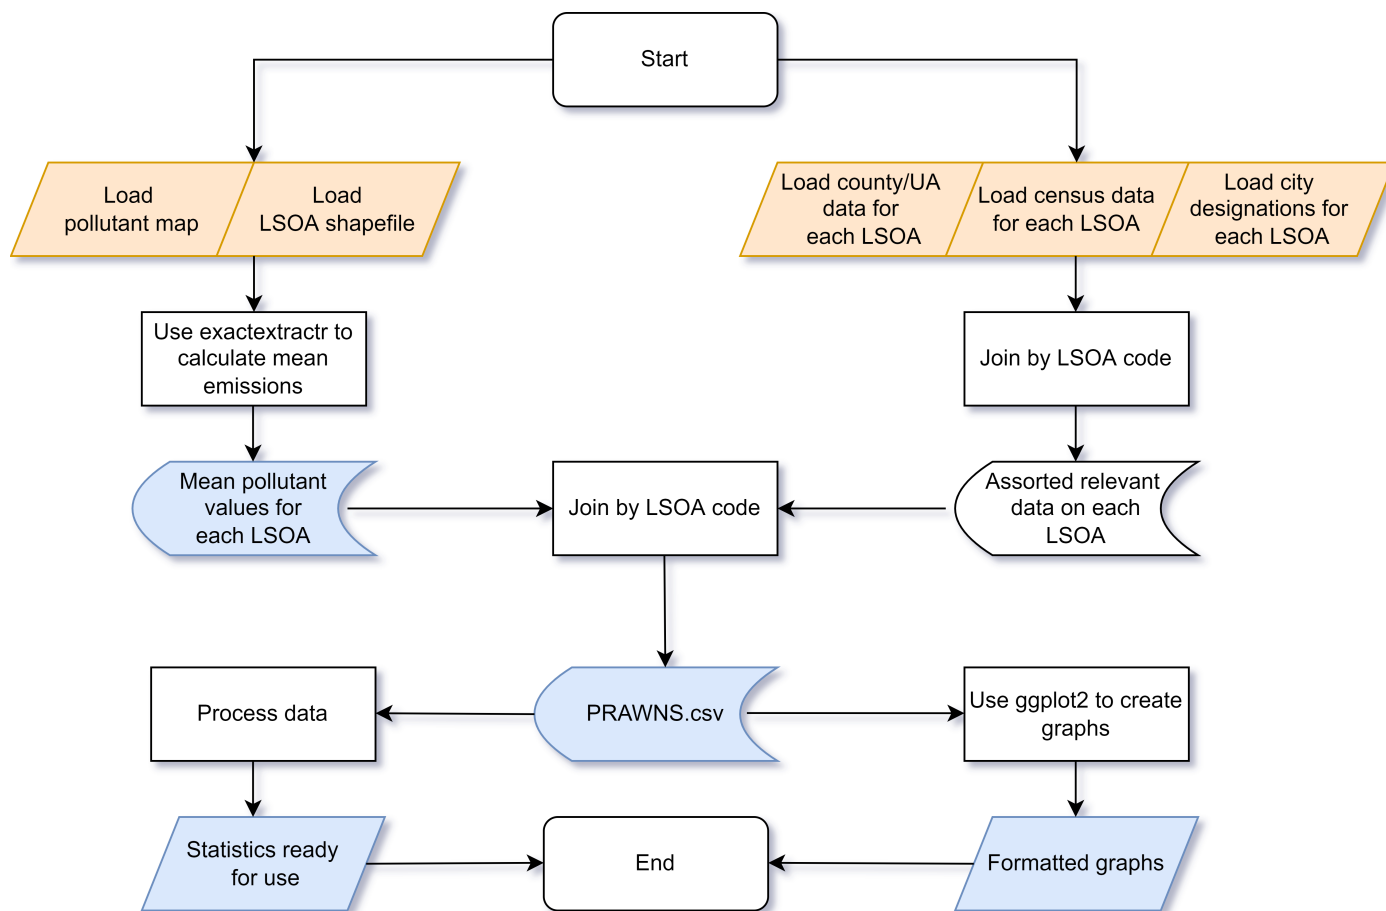 Start
Load
pollutant map
Load
LSOA shapefile
Load county/UA
data for
each LSOA
Load census data
for each LSOA
Load city
designations for
each LSOA
Use exactextractr to
calculate mean
emissions
Join by LSOA code
Mean pollutant
values for
each LSOA
Join by LSOA code
Assorted relevant
data on each
LSOA
Process data
PRAWNS.csv
Use ggplot2 to create
graphs
Statistics ready
for use
End
Formatted graphs